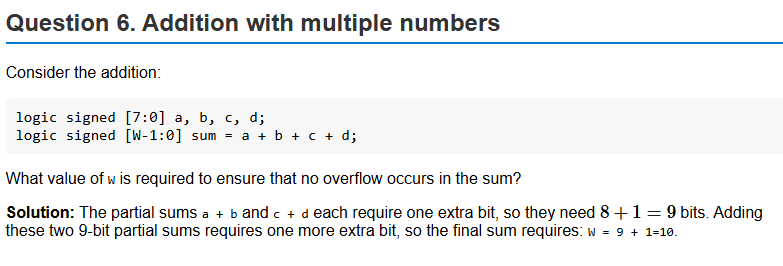 Question 6. Addition with multiple numbers
Consider the addition:
logic signed [7:0] a, b, c, d;
logic signed [W-1:0] sum = a + b + c + d;
What value of w is required to ensure that no overflow occurs in the sum?
Solution: The partial sums a + b and c + d each require one extra bit, so they need 8 + 1 = 9 bits. Adding
these two 9-bit partial sums requires one more extra bit, so the final sum requires: W = 9 + 1=10.